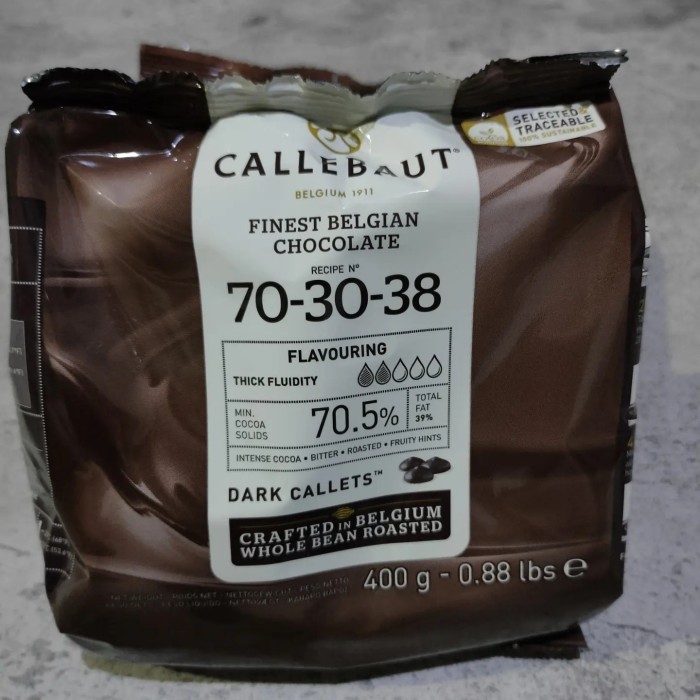 SELECTED &
TRACEABLE
100% SUSTAINABLE
CALLEBAUT®
BELGIUM 1911
FINEST BELGIAN
CHOCOLATE
RECIPE N°
70-30-38
FLAVOURING
THICK FLUIDITY
MIN.
COCOA
SOLIDS
70.5%
TOTAL
FAT
39%
INTENSE COCOA • BITTER • ROASTED • FRUITY HINTS
DARK CALLETS™
CRAFTED IN BELGIUM
WHOLE BEAN ROASTED
400 g - 0.88 lbs ℮